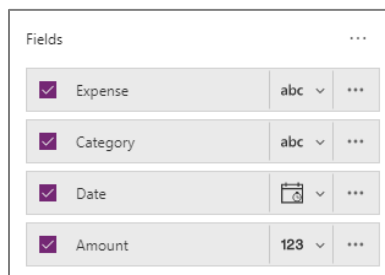 Fields ...
Expense abc ...
Category abc ...
Date ...
Amount 123 ...